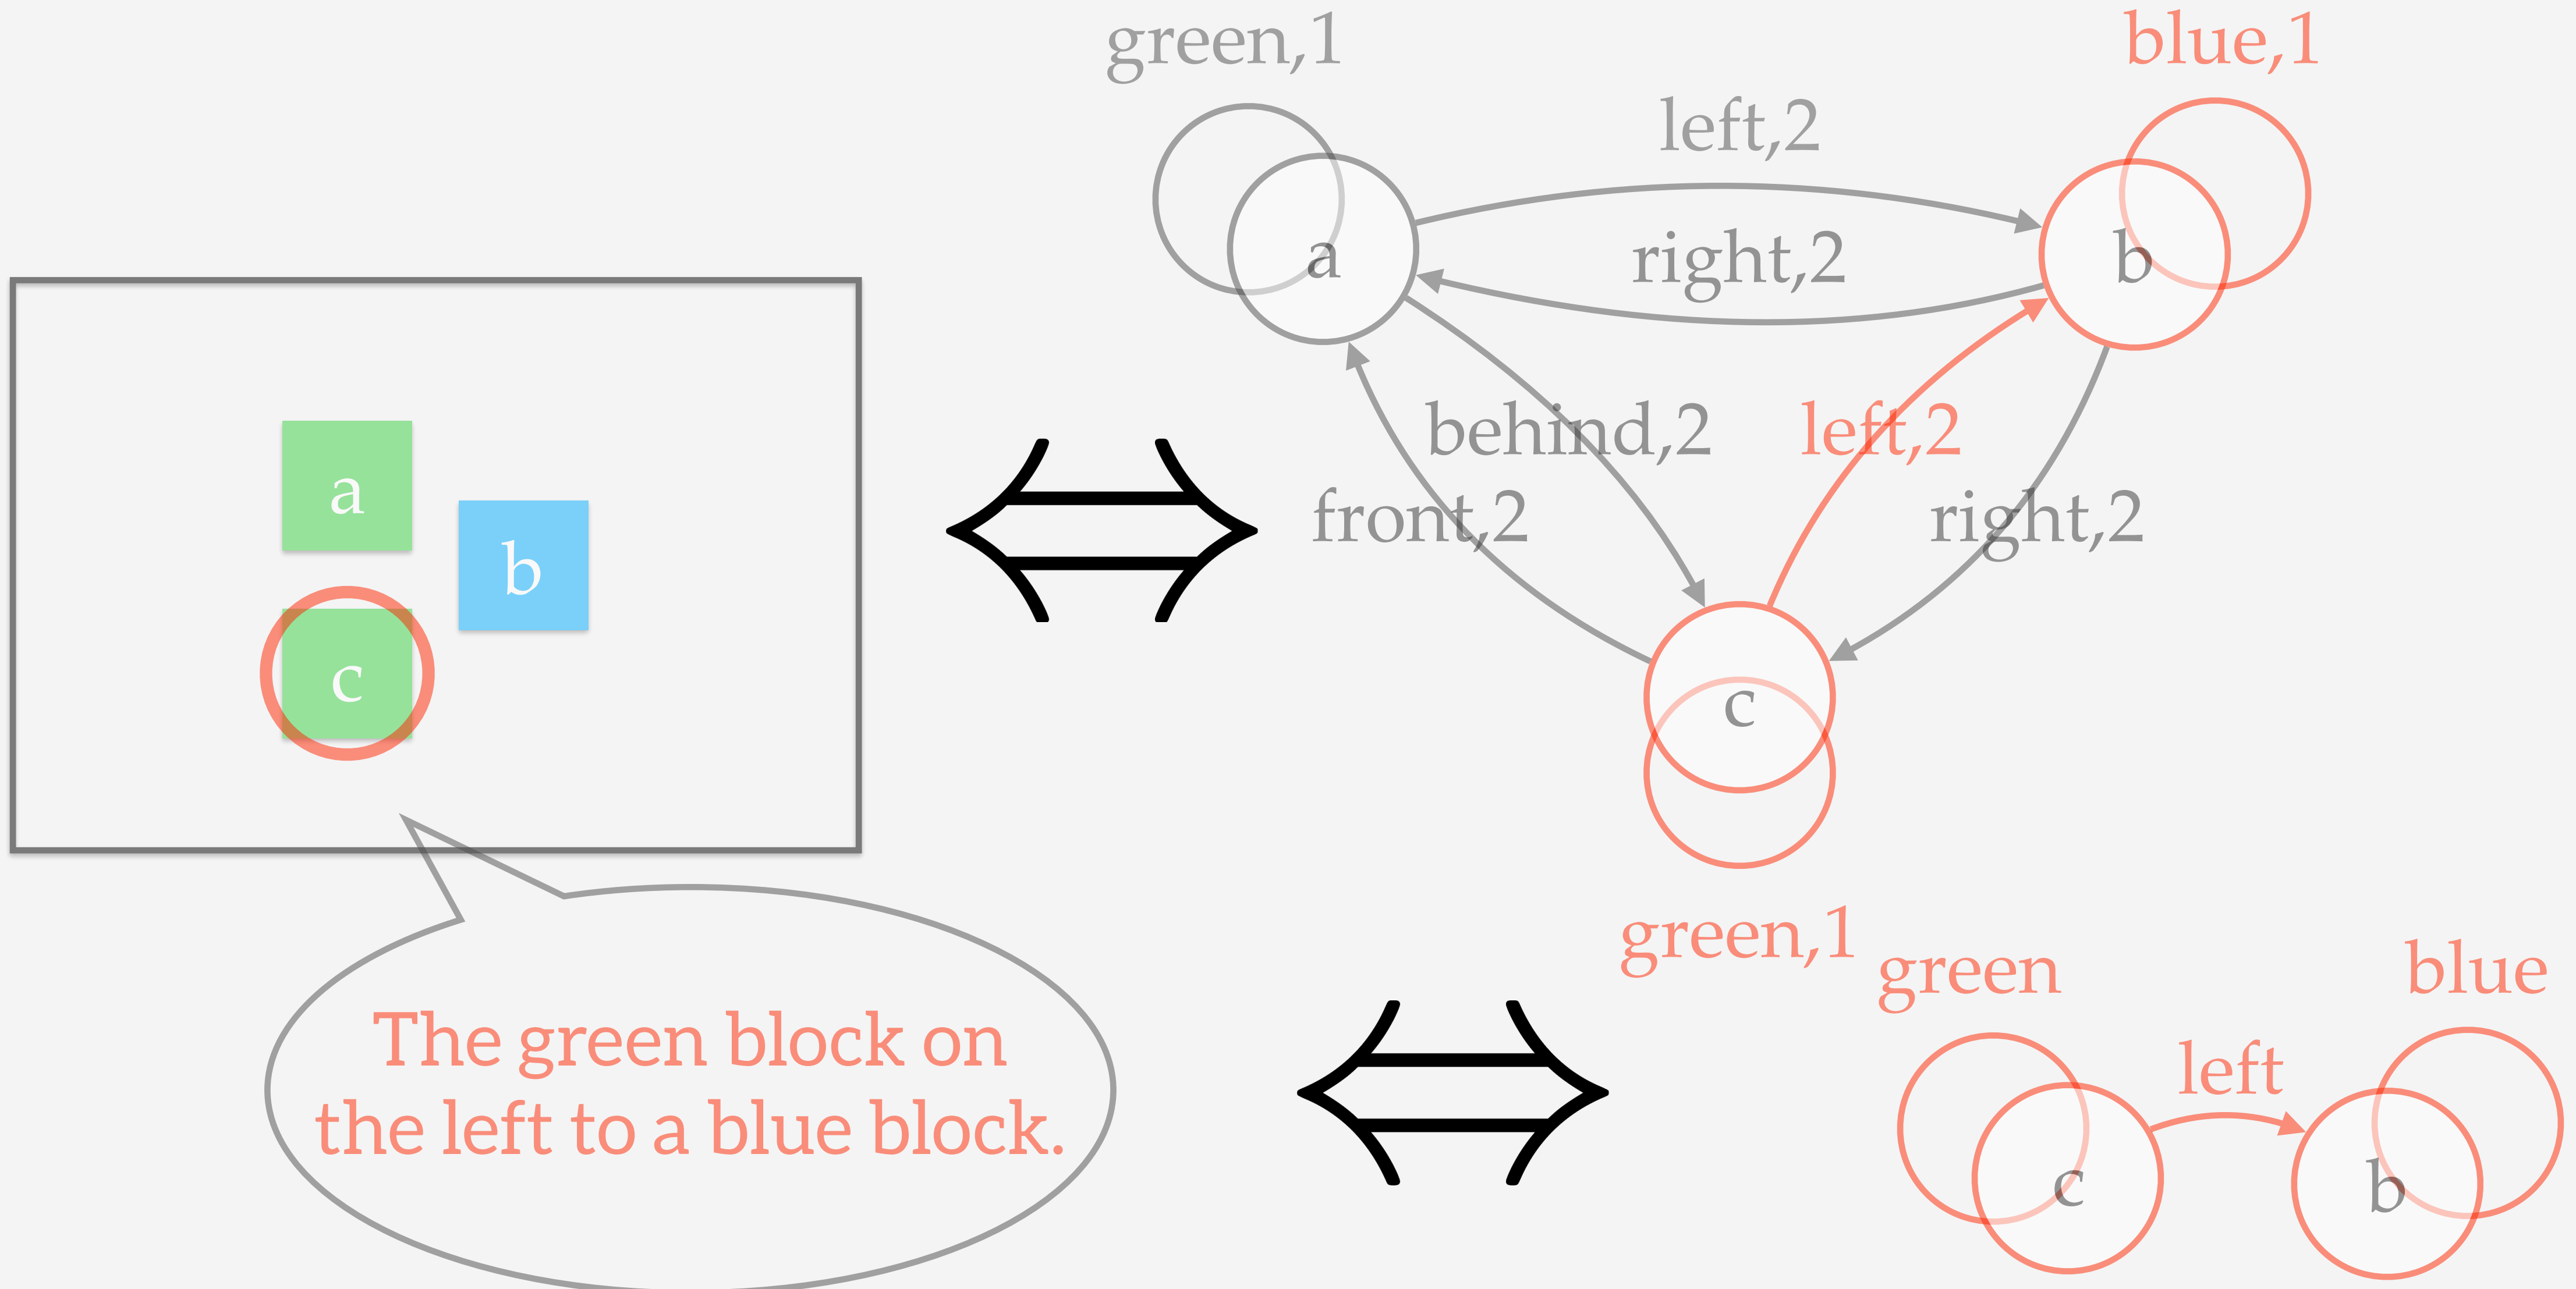 green,1
blue,1
left,2
a
right,2
b
a
b
c
behind,2
left,2
front,2
right,2
c
green,1
The green block on
the left to a blue block.
green
blue
left
c
b